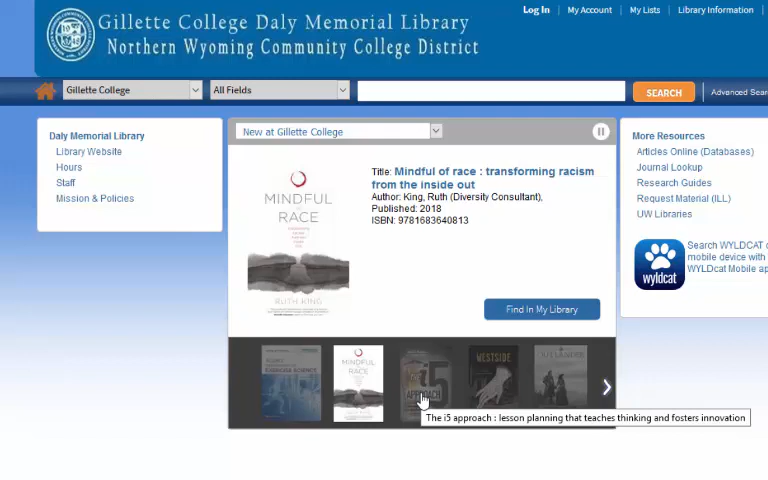 Gillette College Daly Memorial Library
Northern Wyoming Community College District
Log In | My Account | My Lists | Library Information |
Gillette College
All Fields
SEARCH
Advanced Sear
Daly Memorial Library
Library Website
Hours
Staff
Mission & Policies
New at Gillette College
MINDFUL
OF
RACE
RUTH KING
Title: Mindful of race : transforming racism
from the inside out
Author: King, Ruth (Diversity Consultant),
Published: 2018
ISBN: 9781683640813
Find In My Library
More Resources
Articles Online (Databases)
Journal Lookup
Research Guides
Request Material (ILL)
UW Libraries
wyldcat
Search WYLDCAT o
mobile device with
WYLDcat Mobile ap
MINDFUL
OF
RACE
i5
APPROACH
WESTSIDE
The i5 approach : lesson planning that teaches thinking and fosters innovation